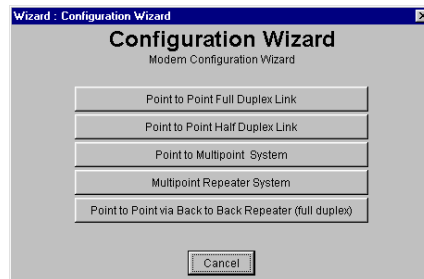 Wizard : Configuration Wizard
Configuration Wizard
Modem Configuration Wizard
Point to Point Full Duplex Link
Point to Point Half Duplex Link
Point to Multipoint System
Multipoint Repeater System
Point to Point via Back to Back Repeater (full duplex)
Cancel